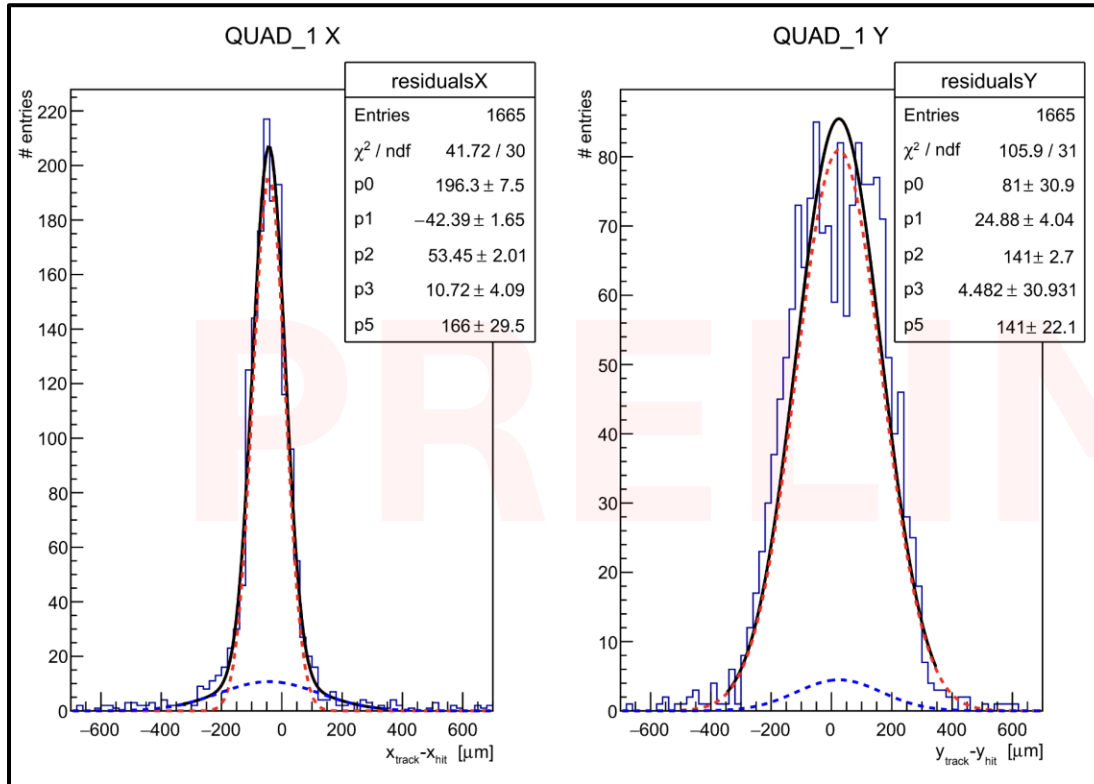 QUAD_1 X
residualsX
Entries 1665
χ² / ndf 41.72 / 30
p0 196.3 ± 7.5
p1 −42.39 ± 1.65
p2 53.45 ± 2.01
p3 10.72 ± 4.09
p5 166 ± 29.5
# entries
220
200
180
160
140
120
100
80
60
40
20
0
−600 −400 −200 0 200 400 600
x_track-x_hit [μm]
QUAD_1 Y
residualsY
Entries 1665
χ² / ndf 105.9 / 31
p0 81 ± 30.9
p1 24.88 ± 4.04
p2 141 ± 2.7
p3 4.482 ± 30.931
p5 141 ± 22.1
# entries
80
70
60
50
40
30
20
10
0
−600 −400 −200 0 200 400 600
y_track-y_hit [μm]
PRELIN